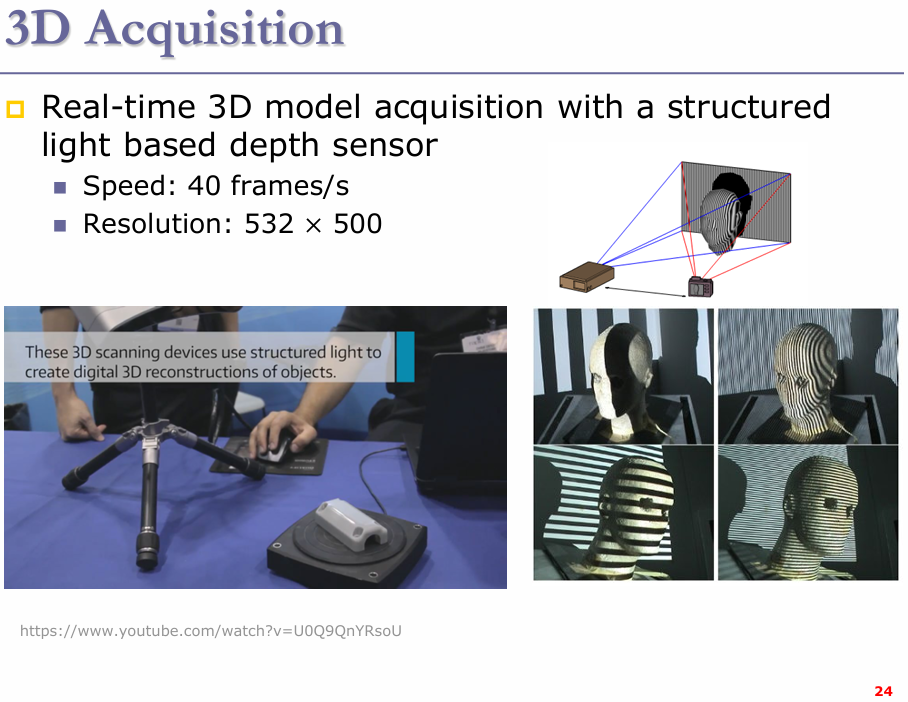 3D Acquisition
Real-time 3D model acquisition with a structured
light based depth sensor
Speed: 40 frames/s
Resolution: 532 × 500
These 3D scanning devices use structured light to
create digital 3D reconstructions of objects.
https://www.youtube.com/watch?v=U0Q9QnYRsoU
24